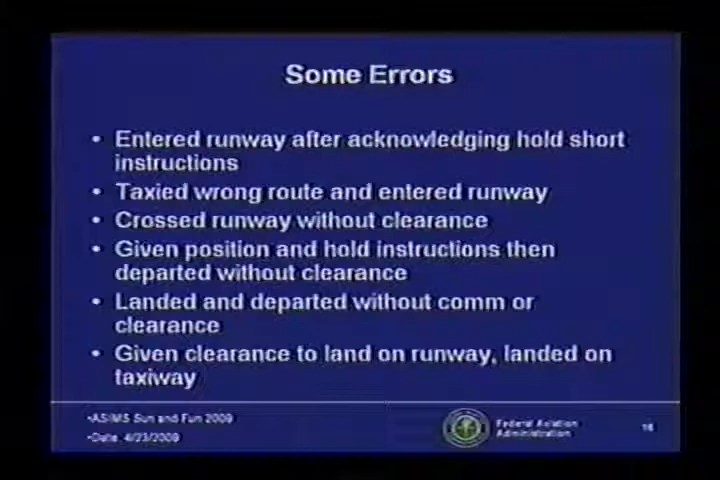 Some Errors
• Entered runway after acknowledging hold short
instructions
• Taxied wrong route and entered runway
• Crossed runway without clearance
• Given position and hold instructions then
departed without clearance
• Landed and departed without comm or
clearance
• Given clearance to land on runway, landed on
taxiway
•ASIMS Sun and Fun 2009
•Date: 4/23/2009
Federal Aviation
Administration
16